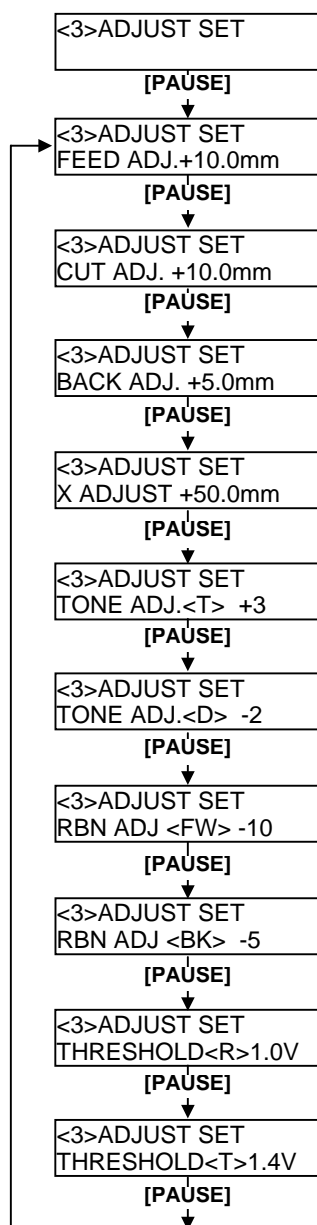 <3>ADJUST SET
[PAUSE]
<3>ADJUST SET
FEED ADJ.+10.0mm
[PAUSE]
<3>ADJUST SET
CUT ADJ. +10.0mm
[PAUSE]
<3>ADJUST SET
BACK ADJ. +5.0mm
[PAUSE]
<3>ADJUST SET
X ADJUST +50.0mm
[PAUSE]
<3>ADJUST SET
TONE ADJ.<T> +3
[PAUSE]
<3>ADJUST SET
TONE ADJ.<D> -2
[PAUSE]
<3>ADJUST SET
RBN ADJ <FW> -10
[PAUSE]
<3>ADJUST SET
RBN ADJ <BK> -5
[PAUSE]
<3>ADJUST SET
THRESHOLD<R>1.0V
[PAUSE]
<3>ADJUST SET
THRESHOLD<T>1.4V
[PAUSE]